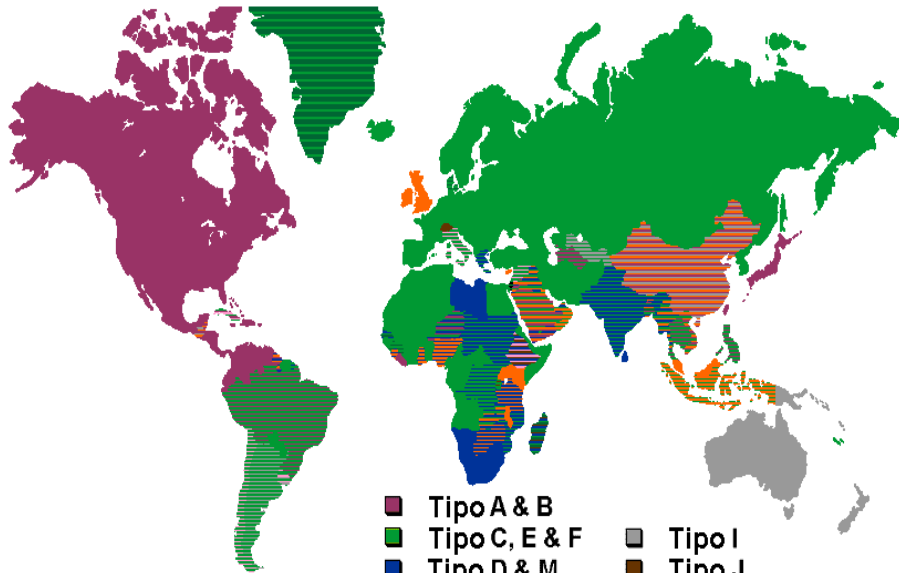 Tipo A & B
Tipo C, E & F
Tipo I
Tipo D & M
Tipo J